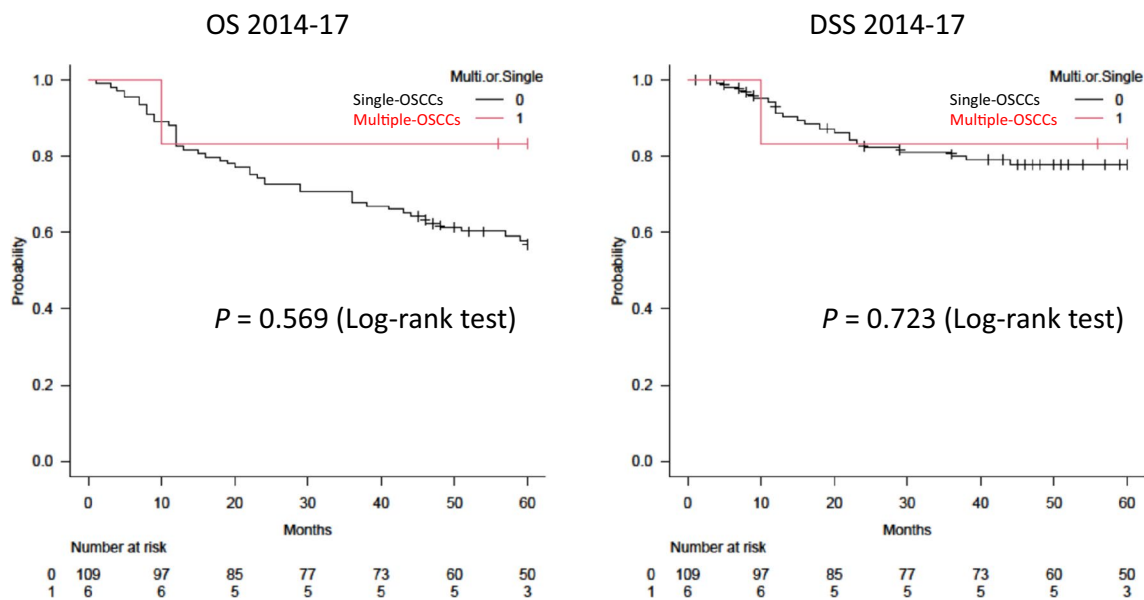 OS 2014-17
Multi.or.Single
Single-OSCCs 0
Multiple-OSCCs 1
1.0
0.8
0.6
0.4
0.2
0.0
Probability
P = 0.569 (Log-rank test)
0 10 20 30 40 50 60
Months
Number at risk
0 109 97 85 77 73 60 50
1 6 6 5 5 5 5 3
DSS 2014-17
Multi.or.Single
Single-OSCCs 0
Multiple-OSCCs 1
1.0
0.8
0.6
0.4
0.2
0.0
Probability
P = 0.723 (Log-rank test)
0 10 20 30 40 50 60
Months
Number at risk
0 109 97 85 77 73 60 50
1 6 6 5 5 5 5 3